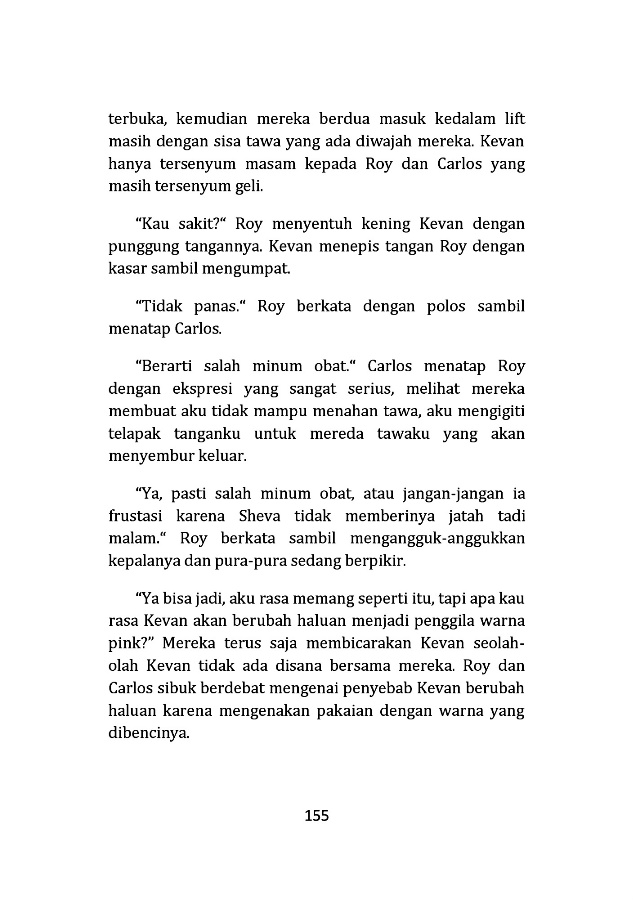 terbuka, kemudian mereka berdua masuk kedalam lift
masih dengan sisa tawa yang ada diwajah mereka. Kevan
hanya tersenyum masam kepada Roy dan Carlos yang
masih tersenyum geli.
“Kau sakit?“ Roy menyentuh kening Kevan dengan
punggung tangannya. Kevan menepis tangan Roy dengan
kasar sambil mengumpat.
“Tidak panas.“ Roy berkata dengan polos sambil
menatap Carlos.
“Berarti salah minum obat.“ Carlos menatap Roy
dengan ekspresi yang sangat serius, melihat mereka
membuat aku tidak mampu menahan tawa, aku mengigiti
telapak tanganku untuk mereda tawaku yang akan
menyembur keluar.
“Ya, pasti salah minum obat, atau jangan-jangan ia
frustasi karena Sheva tidak memberinya jatah tadi
malam.“ Roy berkata sambil mengangguk-anggukkan
kepalanya dan pura-pura sedang berpikir.
“Ya bisa jadi, aku rasa memang seperti itu, tapi apa kau
rasa Kevan akan berubah haluan menjadi penggila warna
pink?” Mereka terus saja membicarakan Kevan seolah-
olah Kevan tidak ada disana bersama mereka. Roy dan
Carlos sibuk berdebat mengenai penyebab Kevan berubah
haluan karena mengenakan pakaian dengan warna yang
dibencinya.
155